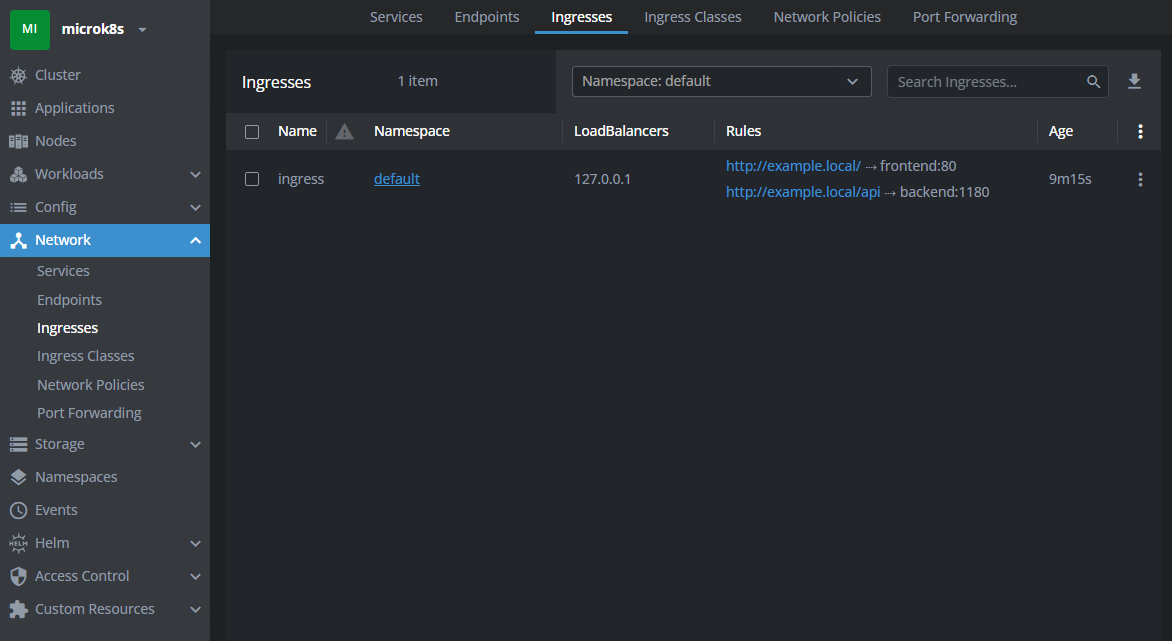 MI microk8s
Cluster
Applications
Nodes
Workloads
Config
Network
Services
Endpoints
Ingresses
Ingress Classes
Network Policies
Port Forwarding
Storage
Namespaces
Events
HELM Helm
Access Control
Custom Resources
Services Endpoints Ingresses Ingress Classes Network Policies Port Forwarding
Ingresses 1 item Namespace: default Search Ingresses...
Name Namespace LoadBalancers Rules Age
ingress default 127.0.0.1 http://example.local/ → frontend:80 9m15s
http://example.local/api → backend:1180